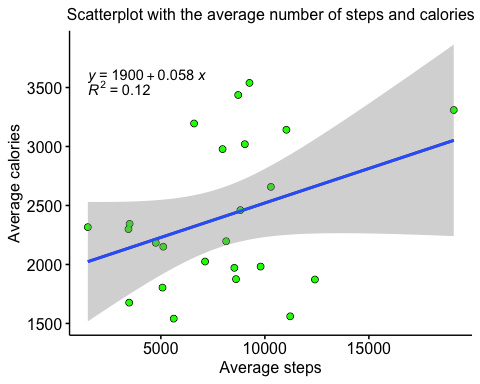 Scatterplot with the average number of steps and calories
y = 1900 + 0.058 x
R² = 0.12
3500
3000
2500
2000
1500
Average calories
5000 10000 15000
Average steps